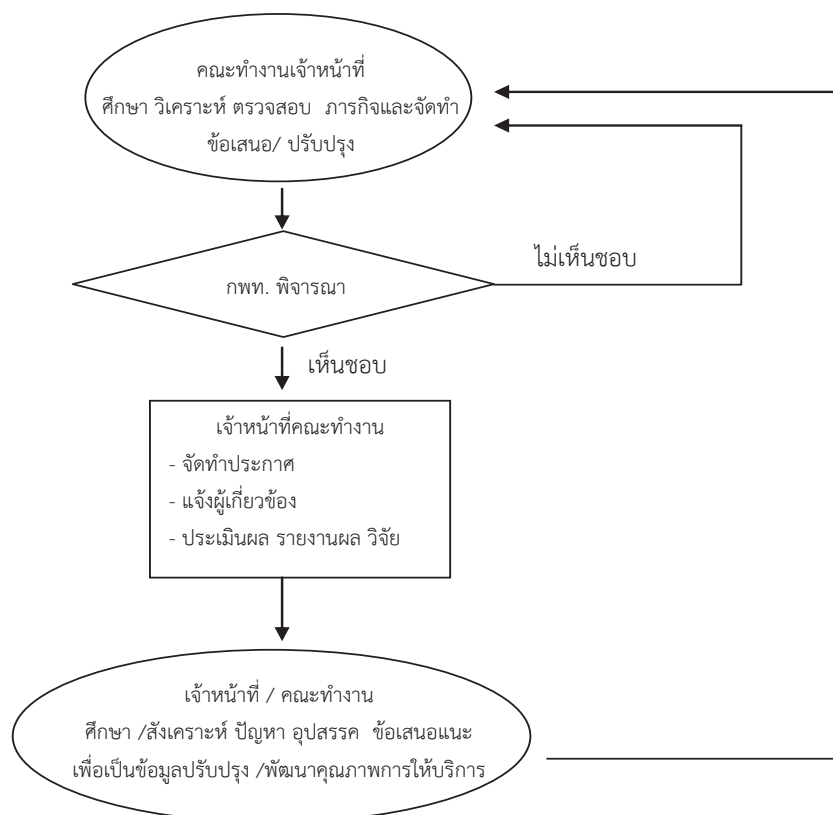 คณะทำงานเจ้าหน้าที่
ศึกษา วิเคราะห์ ตรวจสอบ ภารกิจและจัดทำ
ข้อเสนอ/ ปรับปรุง
กพท. พิจารณา
ไม่เห็นชอบ
เห็นชอบ
เจ้าหน้าที่คณะทำงาน
- จัดทำประกาศ
- แจ้งผู้เกี่ยวข้อง
- ประเมินผล รายงานผล วิจัย
เจ้าหน้าที่ / คณะทำงาน
ศึกษา /สังเคราะห์ ปัญหา อุปสรรค ข้อเสนอแนะ
เพื่อเป็นข้อมูลปรับปรุง /พัฒนาคุณภาพการให้บริการ